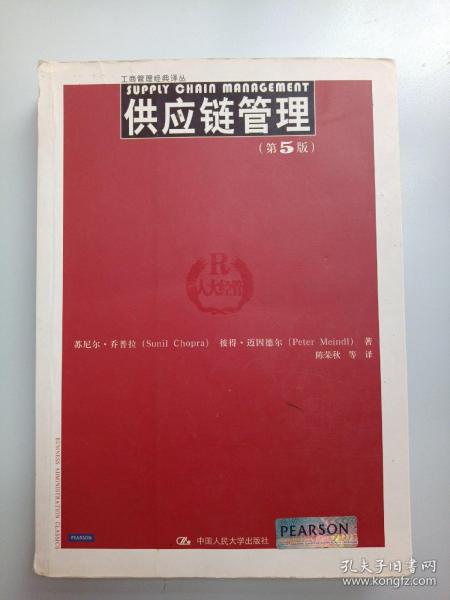 工商管理经典译丛
SUPPLY CHAIN MANAGEMENT
供应链管理
(第5版)
R
人大经管
苏尼尔·乔普拉 (Sunil Chopra) 彼得·迈因德尔 (Peter Meindl) 著
陈荣秋 等 译
BUSINESS ADMINISTRATION CLASSICS
PEARSON
中国人民大学出版社
PEARSON
孔夫子旧书网
www.kongfz.com